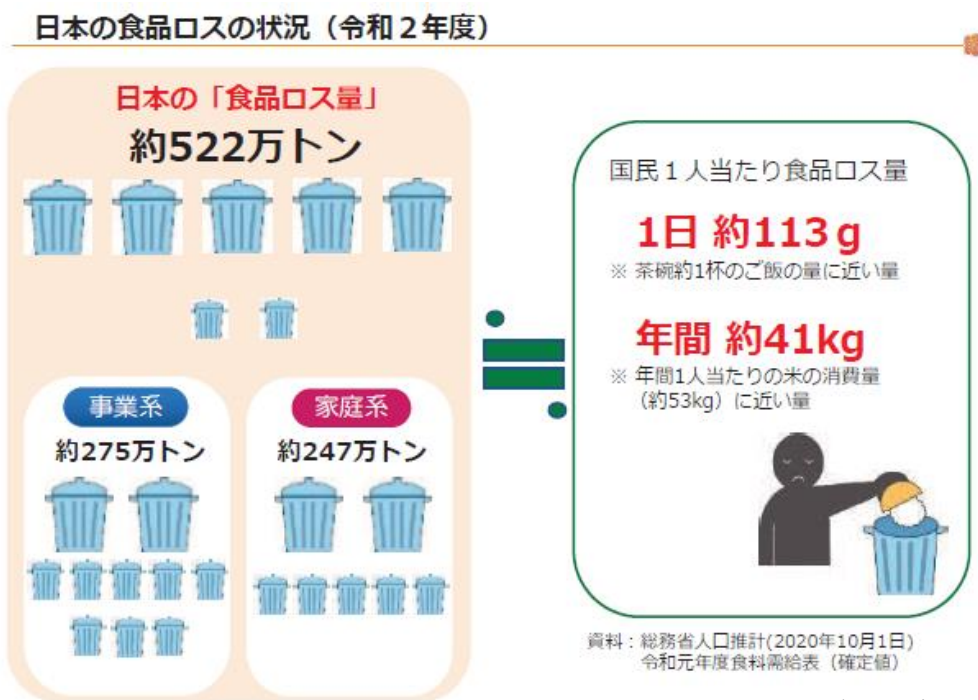 日本の食品ロスの状況（令和２年度）
日本の「食品ロス量」
約522万トン
事業系
約275万トン
家庭系
約247万トン
国民１人当たり食品ロス量
1日 約113ｇ
※ 茶碗約1杯のご飯の量に近い量
年間 約41kg
※ 年間1人当たりの米の消費量
（約53kg）に近い量
資料：総務省人口推計(2020年10月1日)
令和元年度食料需給表（確定値）